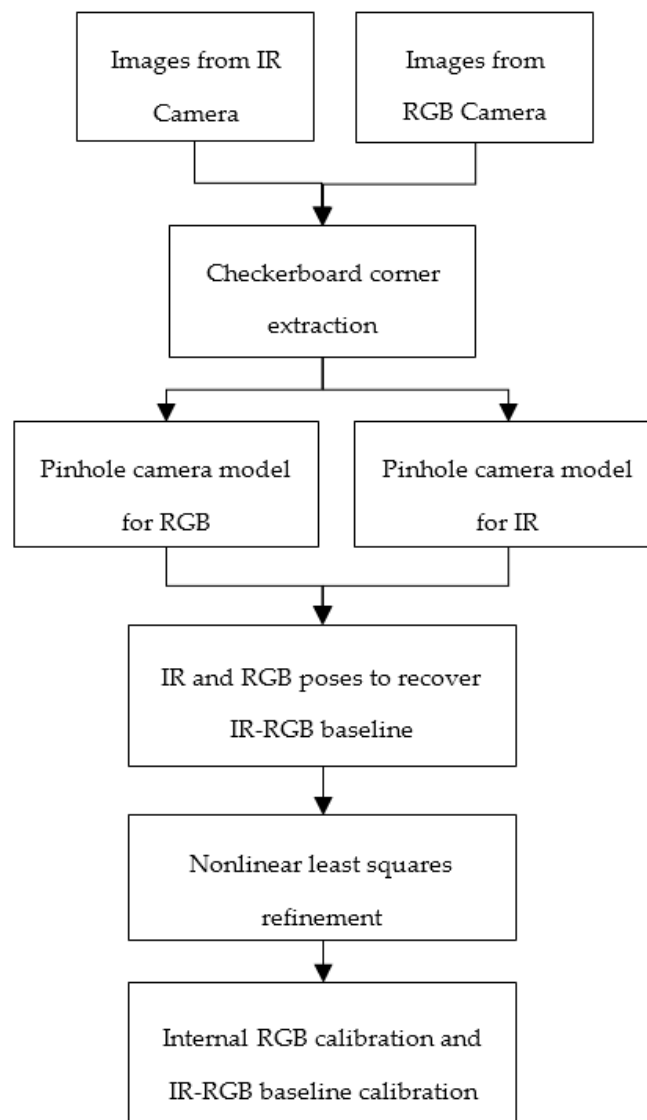 Images from IR
Camera
Images from
RGB Camera
Checkerboard corner
extraction
Pinhole camera model
for RGB
Pinhole camera model
for IR
IR and RGB poses to recover
IR-RGB baseline
Nonlinear least squares
refinement
Internal RGB calibration and
IR-RGB baseline calibration